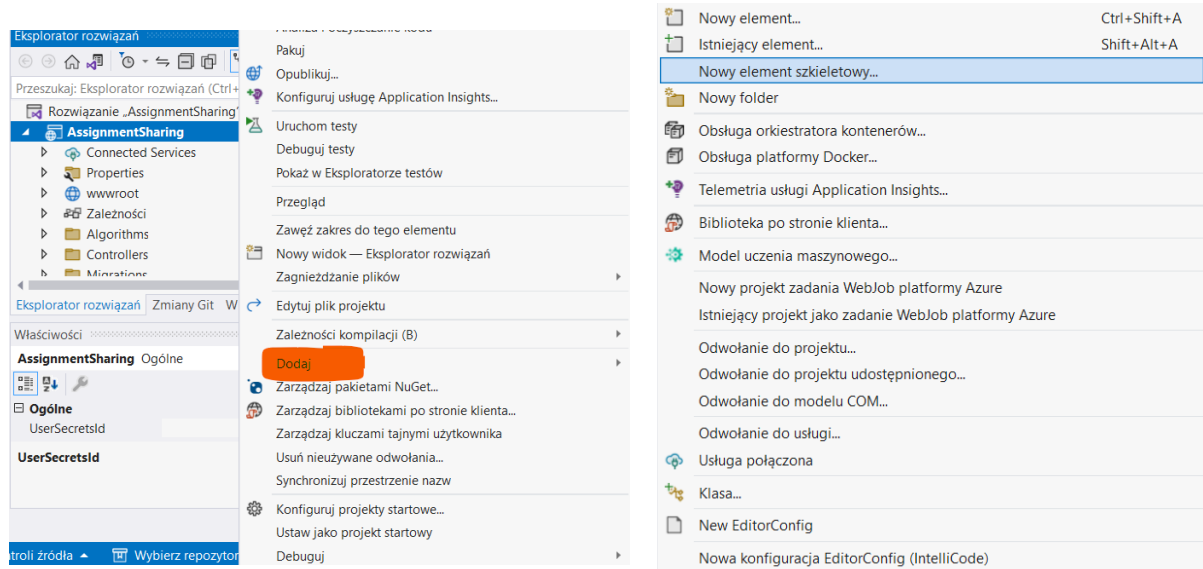 Eksplorator rozwiązań
Przeszukaj: Eksplorator rozwiązań (Ctrl+
Rozwiązanie „AssignmentSharing"
AssignmentSharing
Connected Services
Properties
wwwroot
Zależności
Algorithms
Controllers
Migrations
Eksplorator rozwiązań Zmiany Git W
Właściwości
AssignmentSharing Ogólne
Ogólne
UserSecretsId
UserSecretsId
troli źródła Wybierz repozytor
Analiza i oczyszczanie kodu
Pakuj
Opublikuj...
Konfiguruj usługę Application Insights...
Uruchom testy
Debuguj testy
Pokaż w Eksploratorze testów
Przegląd
Zawęź zakres do tego elementu
Nowy widok — Eksplorator rozwiązań
Zagnieżdżanie plików
Edytuj plik projektu
Zależności kompilacji (B)
Dodaj
Zarządzaj pakietami NuGet...
Zarządzaj bibliotekami po stronie klienta...
Zarządzaj kluczami tajnymi użytkownika
Usuń nieużywane odwołania...
Synchronizuj przestrzenie nazw
Konfiguruj projekty startowe...
Ustaw jako projekt startowy
Debuguj
Nowy element... Ctrl+Shift+A
Istniejący element... Shift+Alt+A
Nowy element szkieletowy...
Nowy folder
Obsługa orkiestratora kontenerów...
Obsługa platformy Docker...
Telemetria usługi Application Insights...
Biblioteka po stronie klienta...
Model uczenia maszynowego...
Nowy projekt zadania WebJob platformy Azure
Istniejący projekt jako zadanie WebJob platformy Azure
Odwołanie do projektu...
Odwołanie do projektu udostępnionego...
Odwołanie do modelu COM...
Odwołanie do usługi...
Usługa połączona
Klasa...
New EditorConfig
Nowa konfiguracja EditorConfig (IntelliCode)